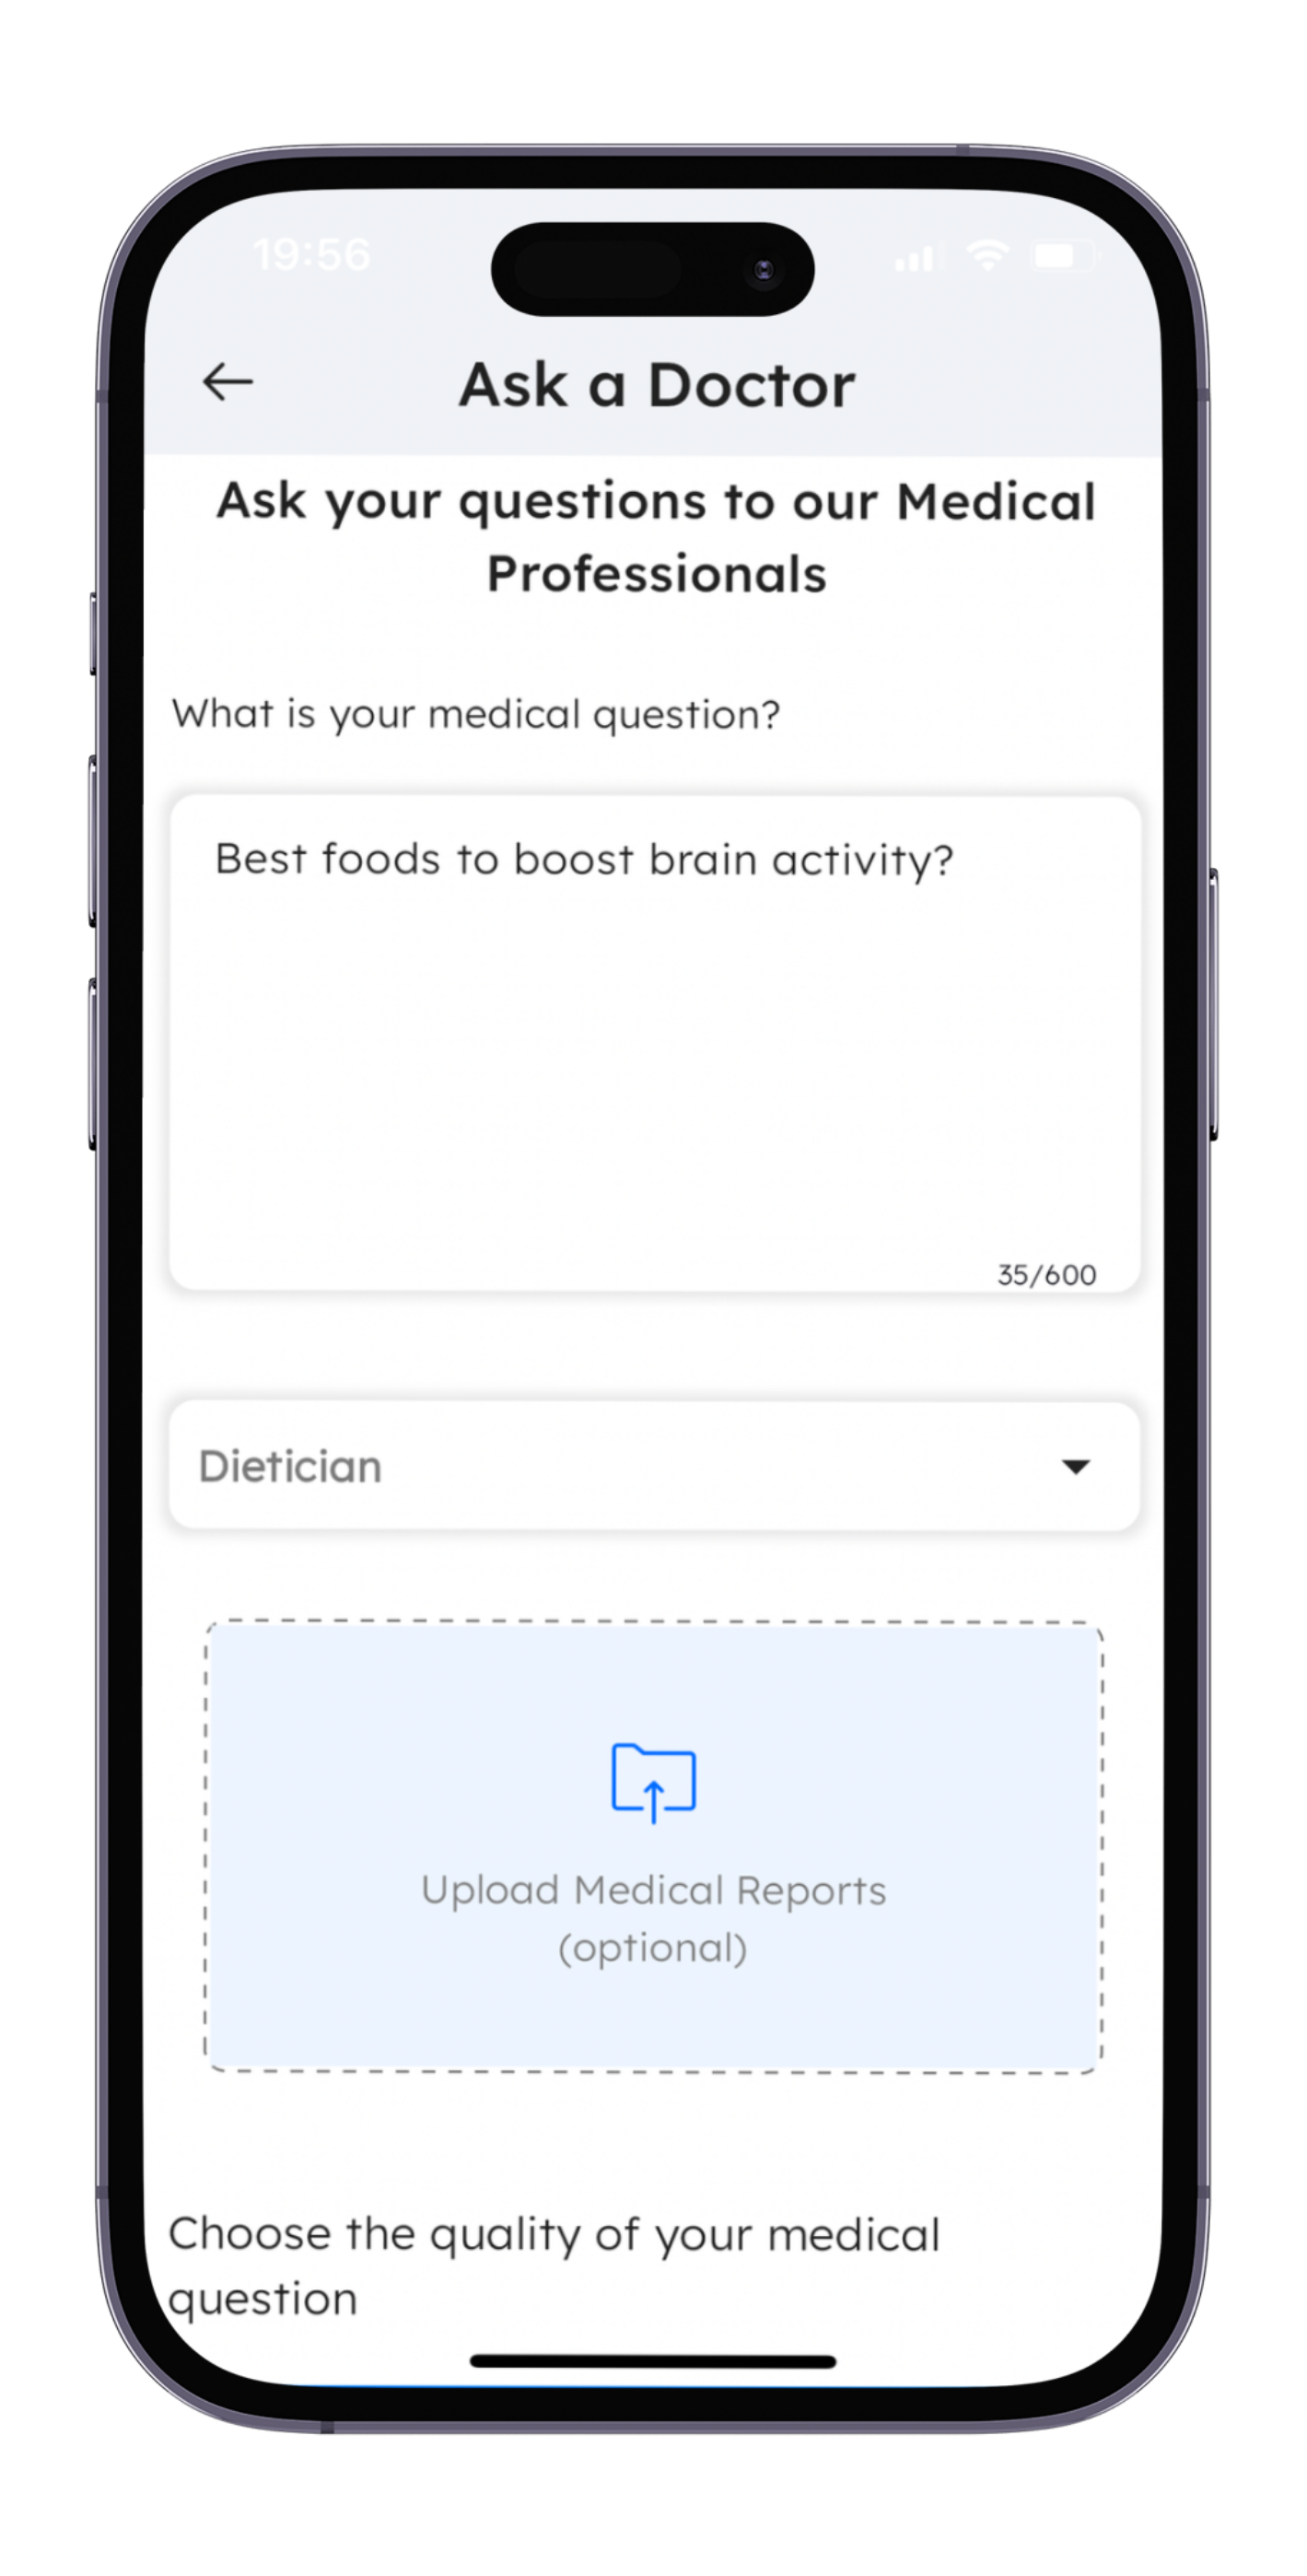 19:56
Ask a Doctor
Ask your questions to our Medical
Professionals
What is your medical question?
Best foods to boost brain activity?
35/600
Dietician
Upload Medical Reports
(optional)
Choose the quality of your medical
question